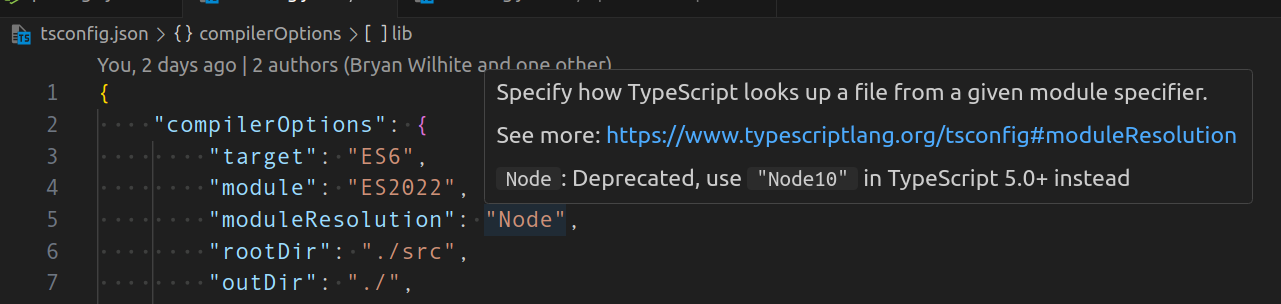 tsconfig.json > {} compilerOptions > [ ] lib
You, 2 days ago | 2 authors (Bryan Wilhite and one other)
1 {
2 "compilerOptions": {
3 "target": "ES6",
4 "module": "ES2022",
5 "moduleResolution": "Node",
6 "rootDir": "./src",
7 "outDir": "./",
Specify how TypeScript looks up a file from a given module specifier.
See more: https://www.typescriptlang.org/tsconfig#moduleResolution
Node : Deprecated, use "Node10" in TypeScript 5.0+ instead